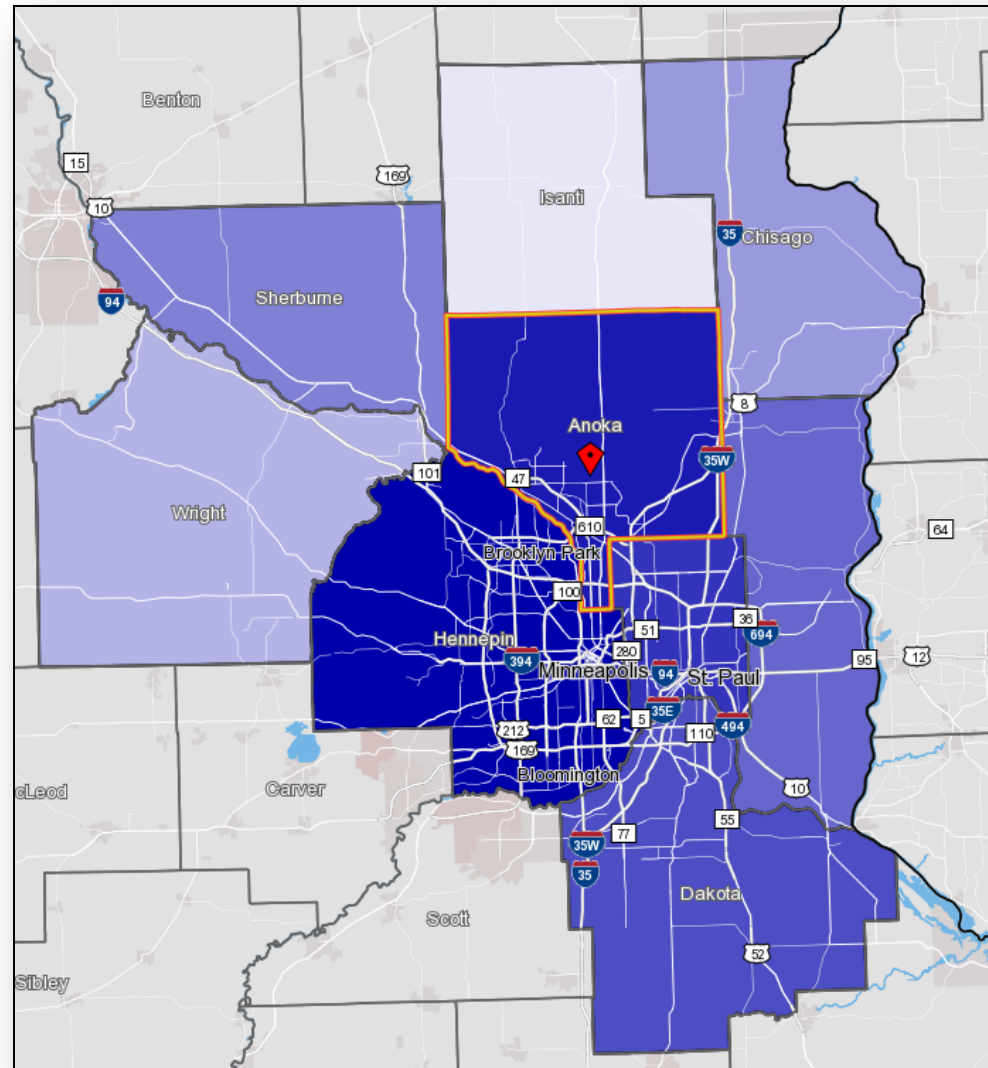 Benton
15
169
10
Isanti
35
Chisago
Sherburne
94
8
Anoka
35W
101
47
Wright
610
64
Brooklyn Park
100
36
51
694
Hennepin
280
12
394
Minneapolis
94
St. Paul
95
35E
62
5
494
212
110
169
Bloomington
10
cLeod
Carver
55
77
35W
35
Dakota
Scott
52
Sibley